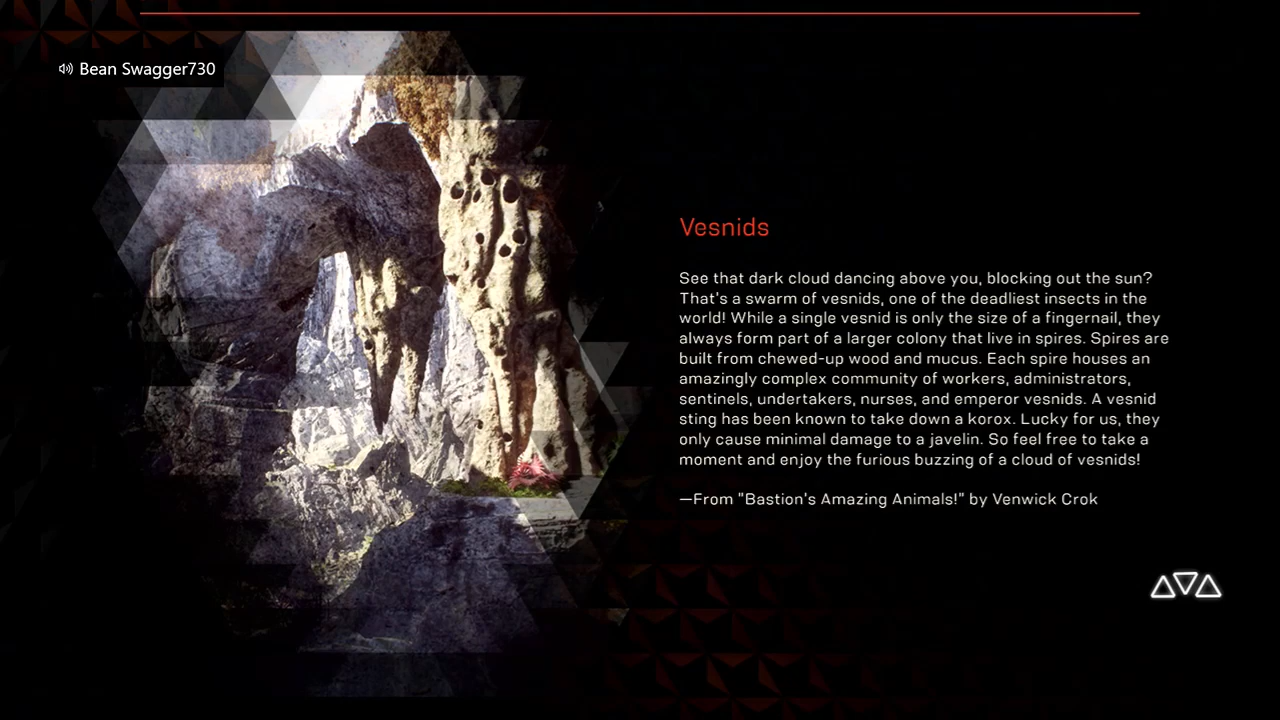 Bean Swagger730
Vesnids
See that dark cloud dancing above you, blocking out the sun?
That's a swarm of vesnids, one of the deadliest insects in the
world! While a single vesnid is only the size of a fingernail, they
always form part of a larger colony that live in spires. Spires are
built from chewed-up wood and mucus. Each spire houses an
amazingly complex community of workers, administrators,
sentinels, undertakers, nurses, and emperor vesnids. A vesnid
sting has been known to take down a korox. Lucky for us, they
only cause minimal damage to a javelin. So feel free to take a
moment and enjoy the furious buzzing of a cloud of vesnids!
—From "Bastion's Amazing Animals!" by Venwick Crok